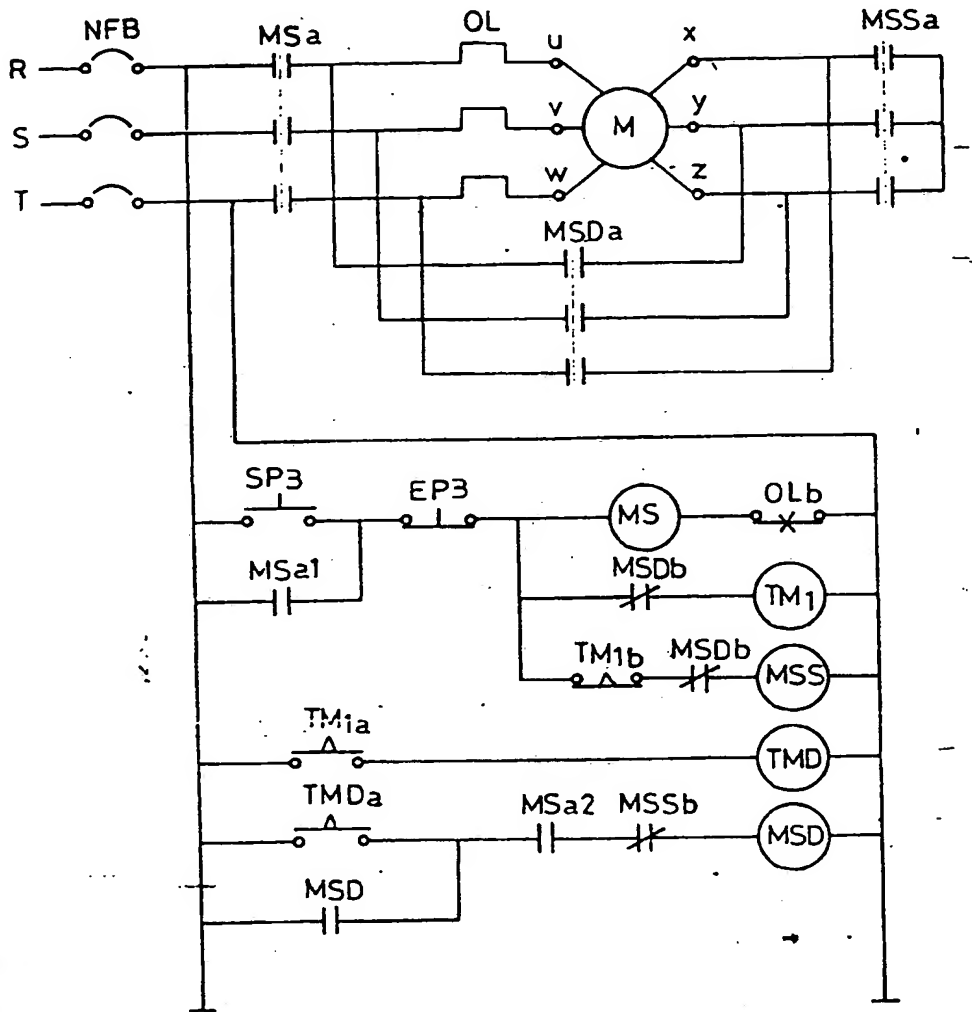 NFB MSa OL u x MSSa
R
S v M y
T w z
MSDa
SP3 EP3 MS OLb
MSa1 MSDb TM1
TM1b MSDb MSS
TM1a TMD
TMDa MSa2 MSSb MSD
MSD